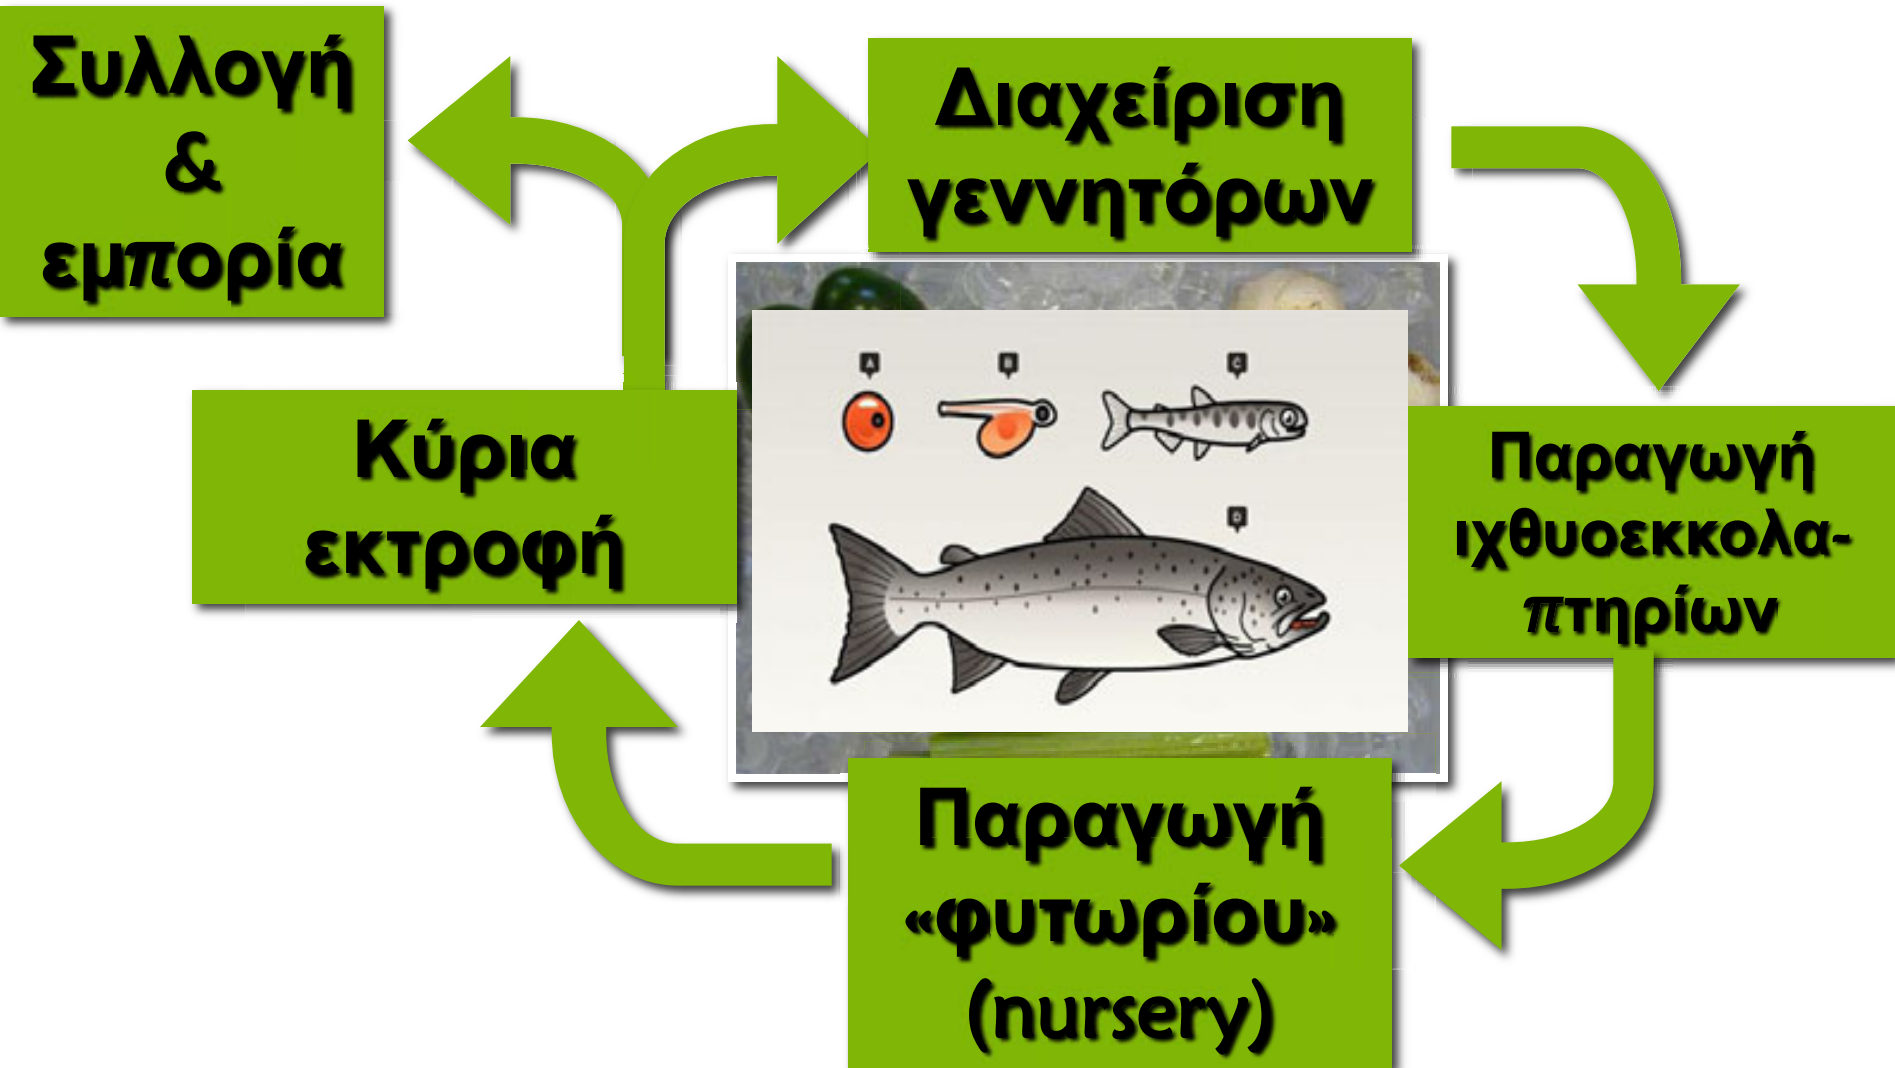 Συλλογή
&
εμπορία
Διαχείριση
γεννητόρων
Κύρια
εκτροφή
A
B
C
D
Παραγωγή
ιχθυοεκκολα-
πτηρίων
Παραγωγή
«φυτωρίου»
(nursery)